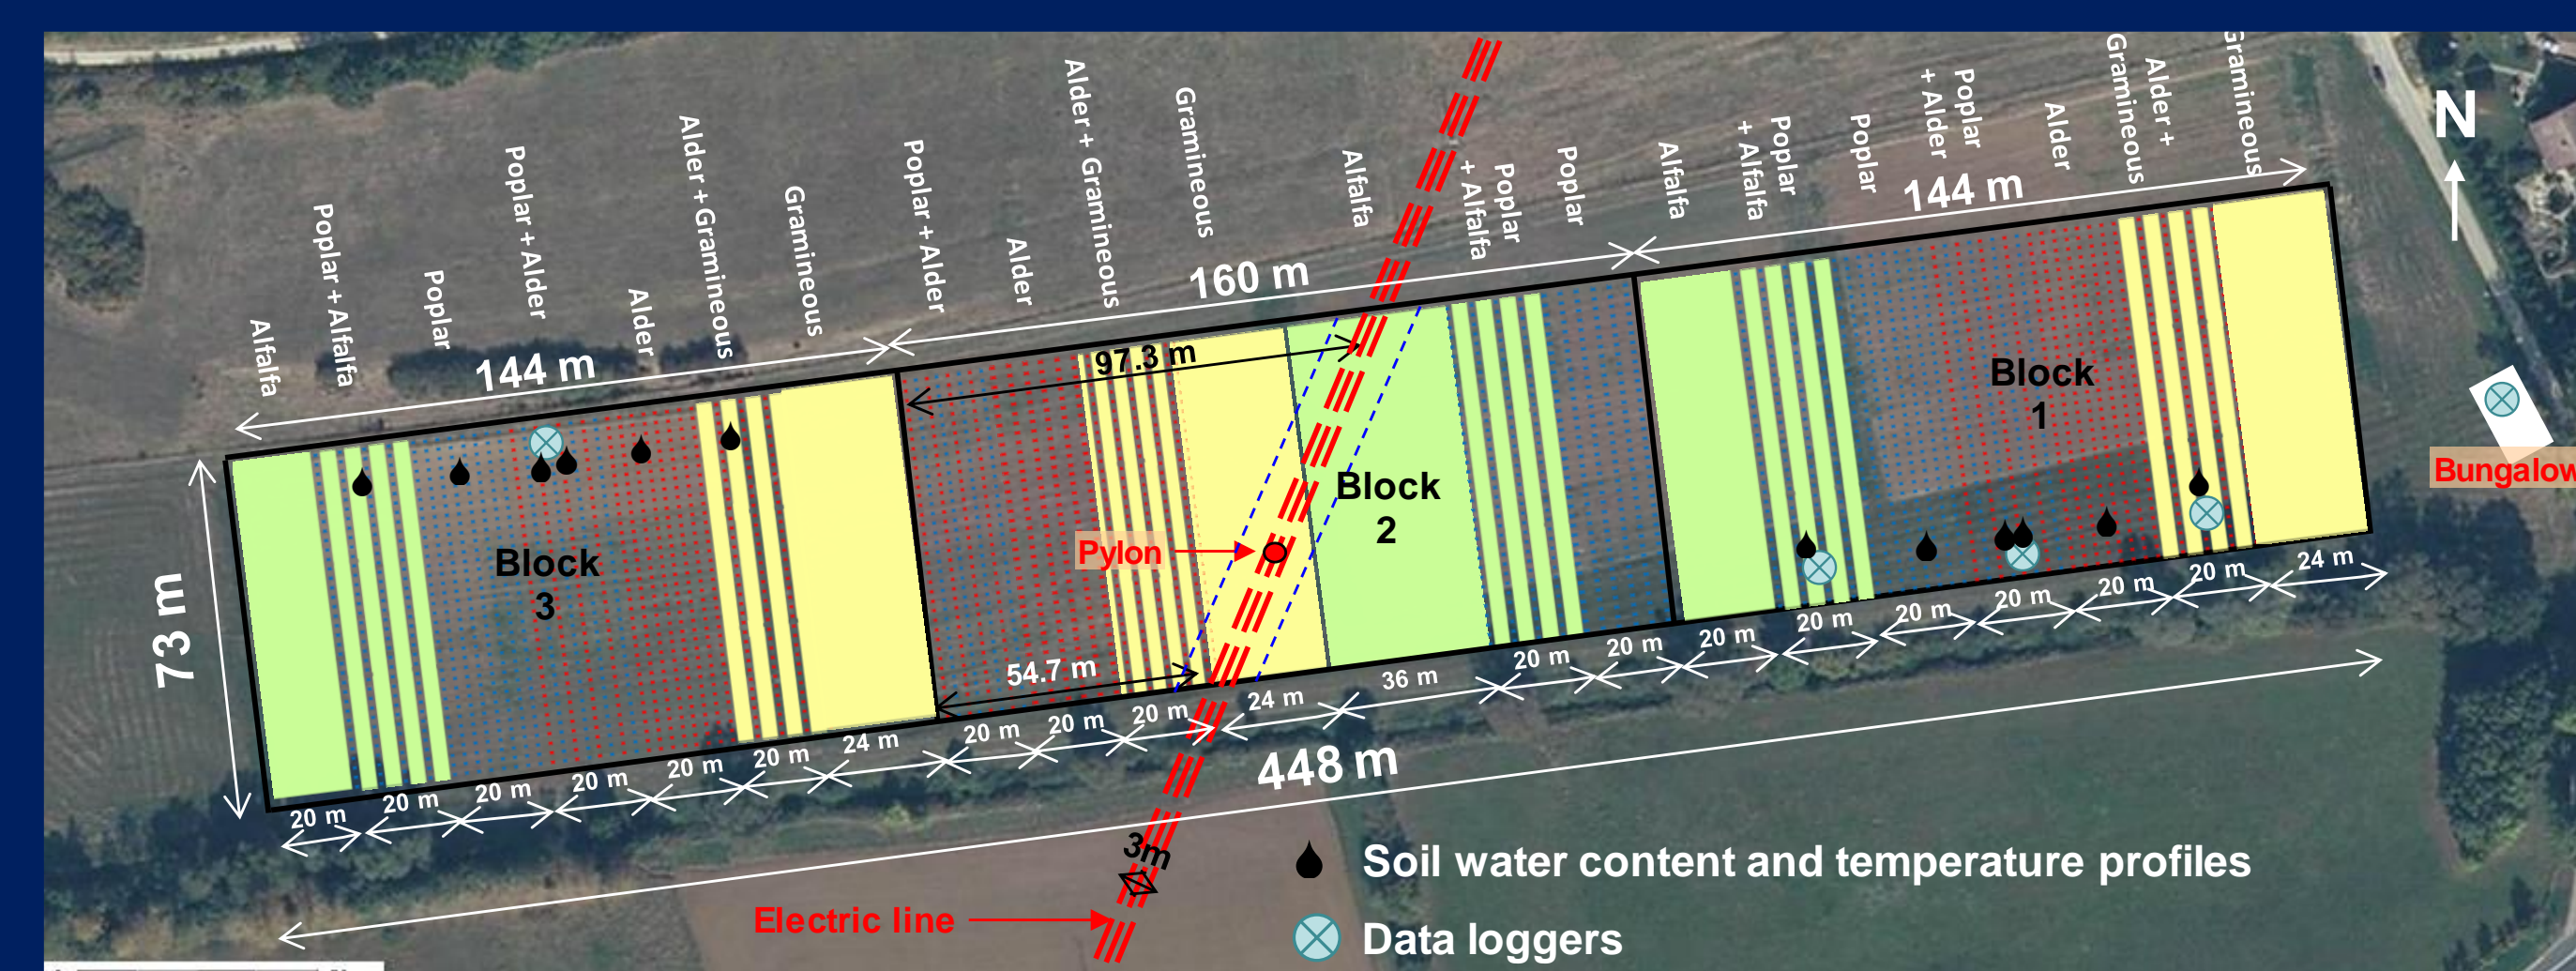 Alfalfa
Poplar + Alfalfa
Poplar
Poplar + Alder
Alder
Alder + Gramineous
Gramineous
Poplar + Alder
Alder
Alder + Gramineous
Gramineous
Alfalfa
Poplar
+ Alfalfa
Poplar
Alfalfa
Poplar
+ Alfalfa
Poplar
Poplar
+ Alder
Alder
Alder +
Gramineous
Gramineous
N
144 m
160 m
144 m
97.3 m
Block
1
Block
2
Block
3
Bungalow
Pylon
73 m
54.7 m
20 m
20 m
20 m
20 m
20 m
20 m
24 m
20 m
20 m
20 m
24 m
36 m
20 m
20 m
20 m
20 m
20 m
20 m
20 m
20 m
24 m
448 m
3m
Electric line
Soil water content and temperature profiles
Data loggers